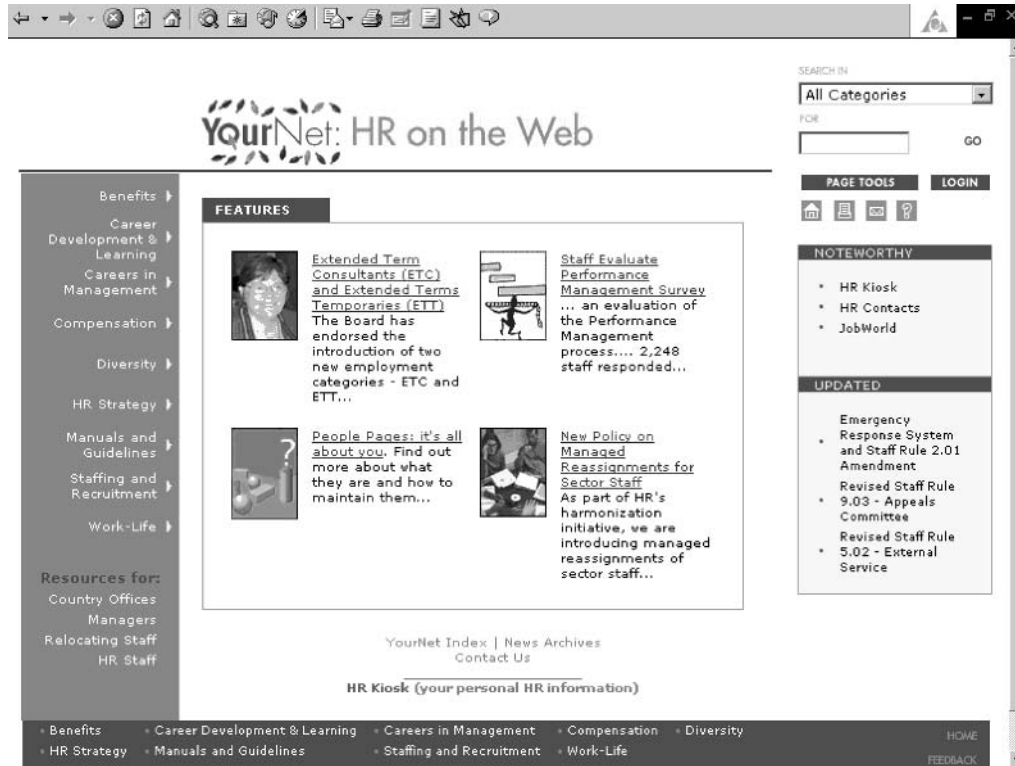 SEARCH IN
All Categories
FOR
GO
PAGE TOOLS
LOGIN
YourNet: HR on the Web
Benefits
Career
Development &
Learning
Careers in
Management
Compensation
Diversity
HR Strategy
Manuals and
Guidelines
Staffing and
Recruitment
Work-Life
Resources for:
Country Offices
Managers
Relocating Staff
HR Staff
FEATURES
Extended Term
Consultants (ETC)
and Extended Terms
Temporaries (ETT)
The Board has
endorsed the
introduction of two
new employment
categories - ETC and
ETT...
Staff Evaluate
Performance
Management Survey
... an evaluation of
the Performance
Management
process.... 2,248
staff responded...
People Pages: it's all
about you. Find out
more about what
they are and how to
maintain them...
New Policy on
Managed
Reassignments for
Sector Staff
As part of HR's
harmonization
initiative, we are
introducing managed
reassignments of
sector staff...
NOTEWORTHY
HR Kiosk
HR Contacts
JobWorld
UPDATED
Emergency
Response System
and Staff Rule 2.01
Amendment
Revised Staff Rule
9.03 - Appeals
Committee
Revised Staff Rule
5.02 - External
Service
YourNet Index | News Archives
Contact Us
HR Kiosk (your personal HR information)
Benefits Career Development & Learning Careers in Management Compensation Diversity
HR Strategy Manuals and Guidelines Staffing and Recruitment Work-Life
HOME
FEEDBACK